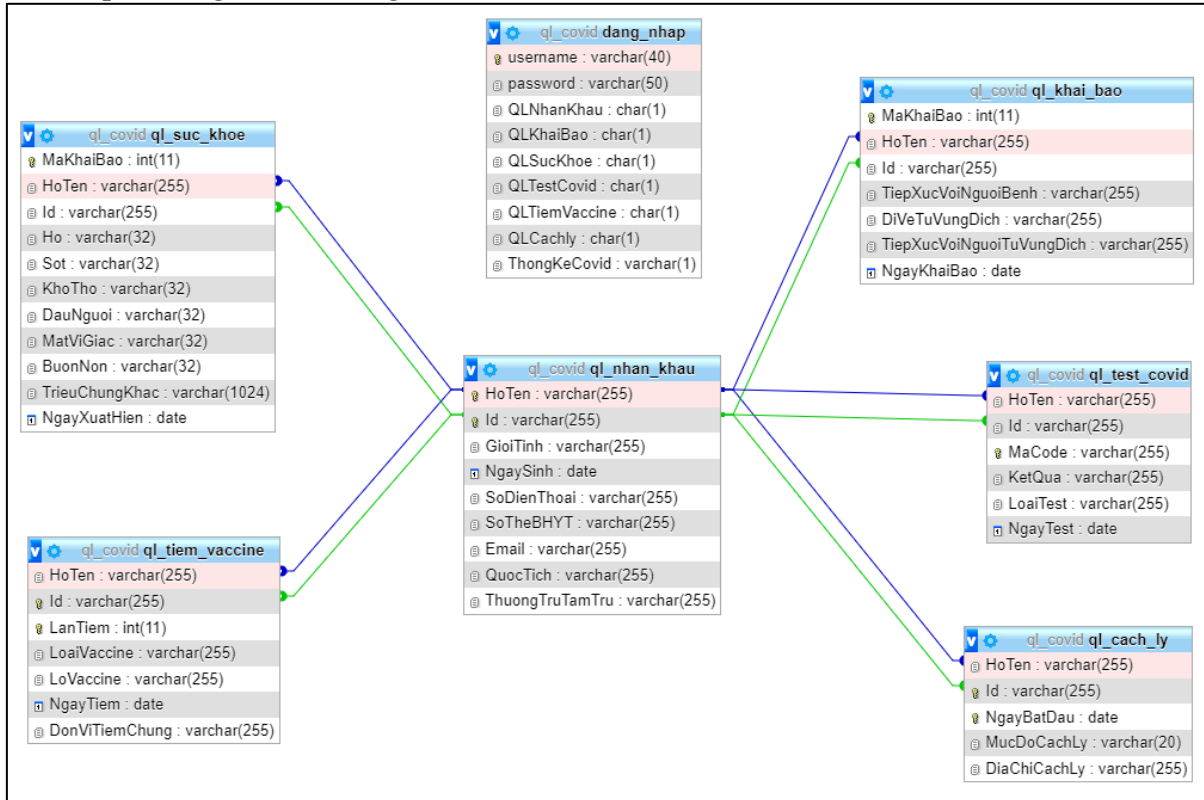 ql_covid dang_nhap
username : varchar(40)
password : varchar(50)
QLNhanKhau : char(1)
QLKhaiBao : char(1)
QLSucKhoe : char(1)
QLTestCovid : char(1)
QLTiemVaccine : char(1)
QLCachly : char(1)
ThongKeCovid : varchar(1)
ql_covid ql_khai_bao
MaKhaiBao : int(11)
HoTen : varchar(255)
Id : varchar(255)
TiepXucVoiNguoiBenh : varchar(255)
DiVeTuVungDich : varchar(255)
TiepXucVoiNguoiTuVungDich : varchar(255)
NgayKhaiBao : date
ql_covid ql_suc_khoe
MaKhaiBao : int(11)
HoTen : varchar(255)
Id : varchar(255)
Ho : varchar(32)
Sot : varchar(32)
KhoTho : varchar(32)
DauNguoi : varchar(32)
MatViGiac : varchar(32)
BuonNon : varchar(32)
TrieuChungKhac : varchar(1024)
NgayXuatHien : date
ql_covid ql_nhan_khau
HoTen : varchar(255)
Id : varchar(255)
GioiTinh : varchar(255)
NgaySinh : date
SoDienThoai : varchar(255)
SoTheBHYT : varchar(255)
Email : varchar(255)
QuocTich : varchar(255)
ThuongTruTamTru : varchar(255)
ql_covid ql_test_covid
HoTen : varchar(255)
Id : varchar(255)
MaCode : varchar(255)
KetQua : varchar(255)
LoaiTest : varchar(255)
NgayTest : date
ql_covid ql_tiem_vaccine
HoTen : varchar(255)
Id : varchar(255)
LanTiem : int(11)
LoaiVaccine : varchar(255)
LoVaccine : varchar(255)
NgayTiem : date
DonViTiemChung : varchar(255)
ql_covid ql_cach_ly
HoTen : varchar(255)
Id : varchar(255)
NgayBatDau : date
MucDoCachLy : varchar(20)
DiaChiCachLy : varchar(255)